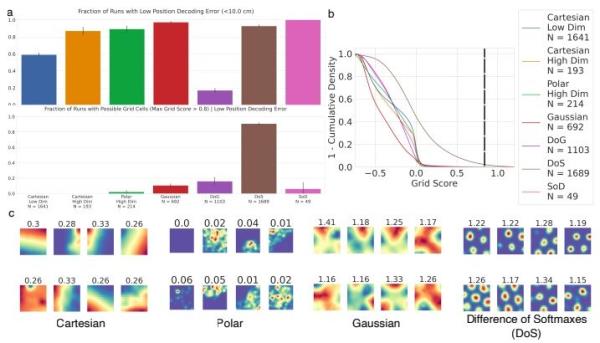 a
Fraction of Runs with Low Position Decoding Error (<10.0 cm)
1.0
0.8
0.6
0.4
0.2
0.0
Fraction of Runs with Possible Grid Cells (Max Grid Score > 0.8) | Low Position Decoding Error
1.0
0.8
0.6
0.4
0.2
0.0
Cartesian
Low Dim
N = 1641
Cartesian
High Dim
N = 193
Polar
High Dim
N = 214
Gaussian
N = 692
DoG
N = 1103
DoS
N = 1689
SoD
N = 49
b
1 - Cumulative Density
1.0
0.8
0.6
0.4
0.2
0.0
−0.5
0.0
0.5
1.0
Grid Score
Cartesian
Low Dim
N = 1641
Cartesian
High Dim
N = 193
Polar
High Dim
N = 214
Gaussian
N = 692
DoG
N = 1103
DoS
N = 1689
SoD
N = 49
c
0.3 0.28 0.33 0.26
0.26 0.33 0.26 0.26
Cartesian
0.0 0.02 0.04 0.01
0.06 0.05 0.01 0.02
Polar
1.41 1.18 1.25 1.17
1.16 1.16 1.33 1.26
Gaussian
1.22 1.22 1.28 1.19
1.26 1.17 1.34 1.15
Difference of Softmaxes
(DoS)